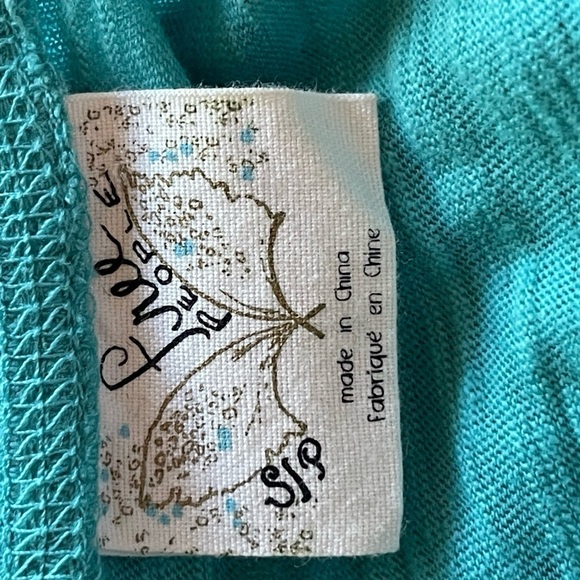 Free
PEOPLE
P/S
made in China
fabriqué en Chine